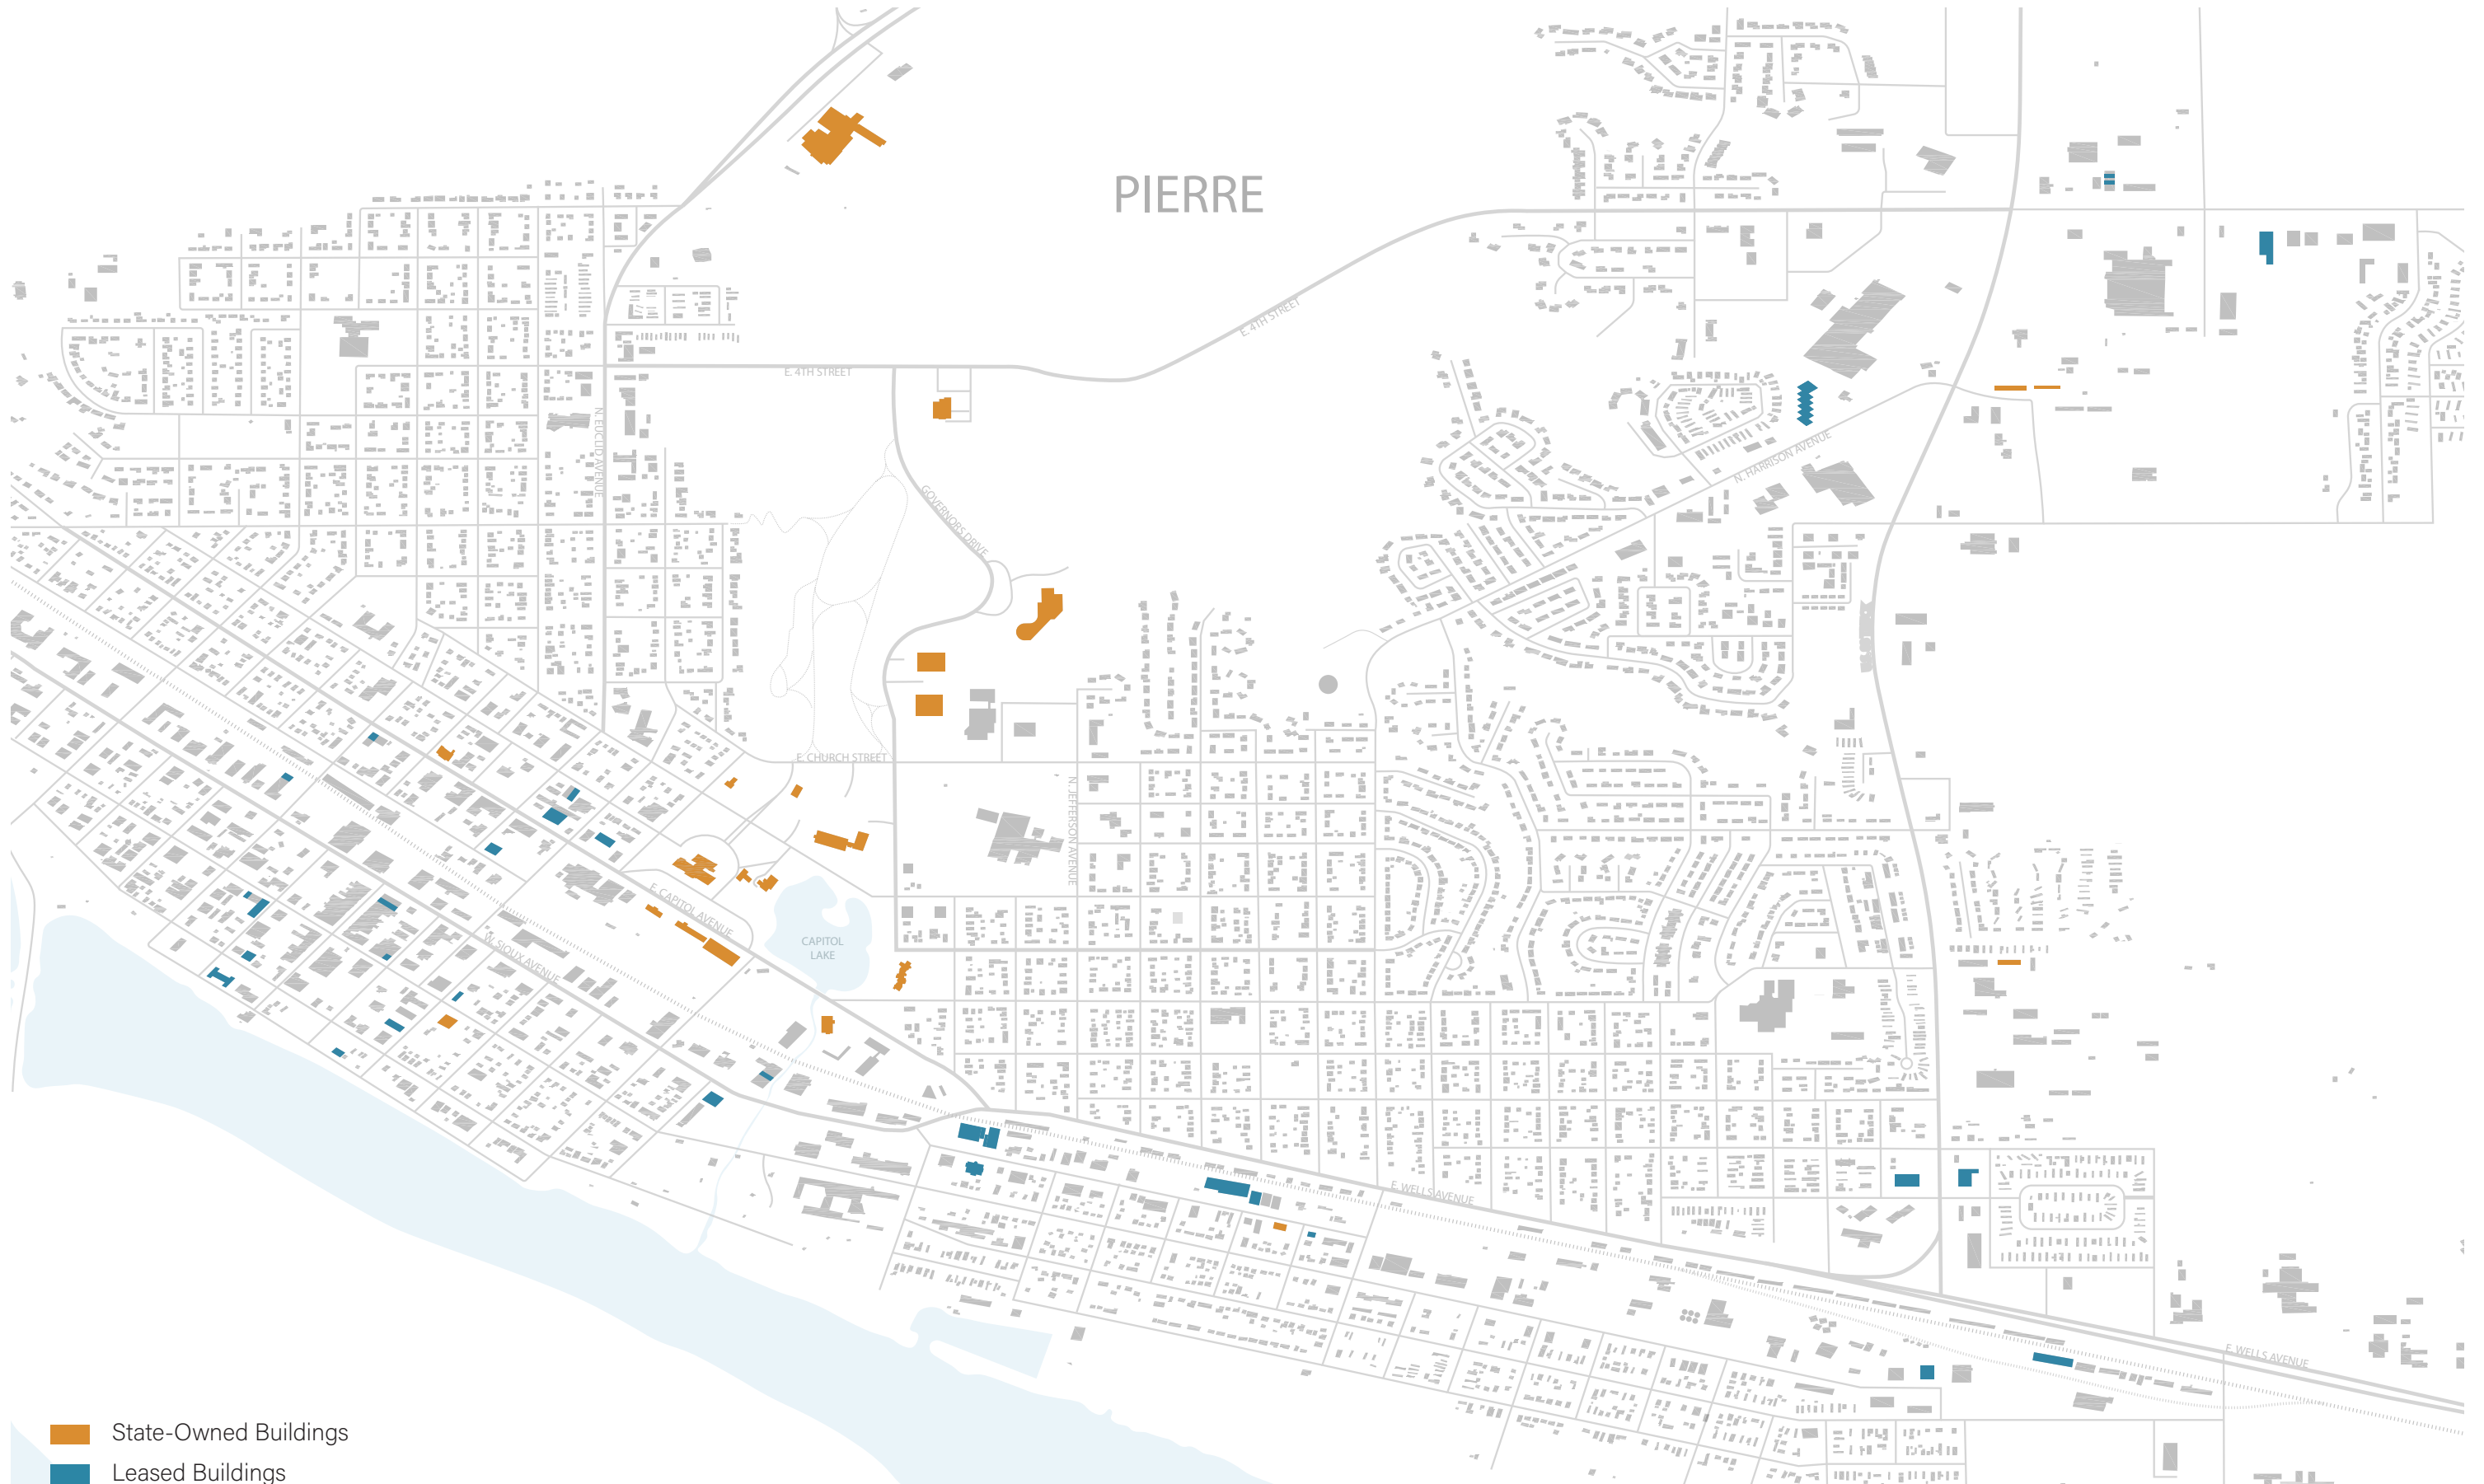 PIERRE
E. 4TH STREET
E. 4TH STREET
N. EUCLID AVENUE
N. HARRISON AVENUE
GOVERNORS DRIVE
E. CHURCH STREET
N. JEFFERSON AVENUE
E. CAPITOL AVENUE
CAPITOL
LAKE
W. SIOUX AVENUE
E. WELLS AVENUE
E. WELLS AVENUE
State-Owned Buildings
Leased Buildings